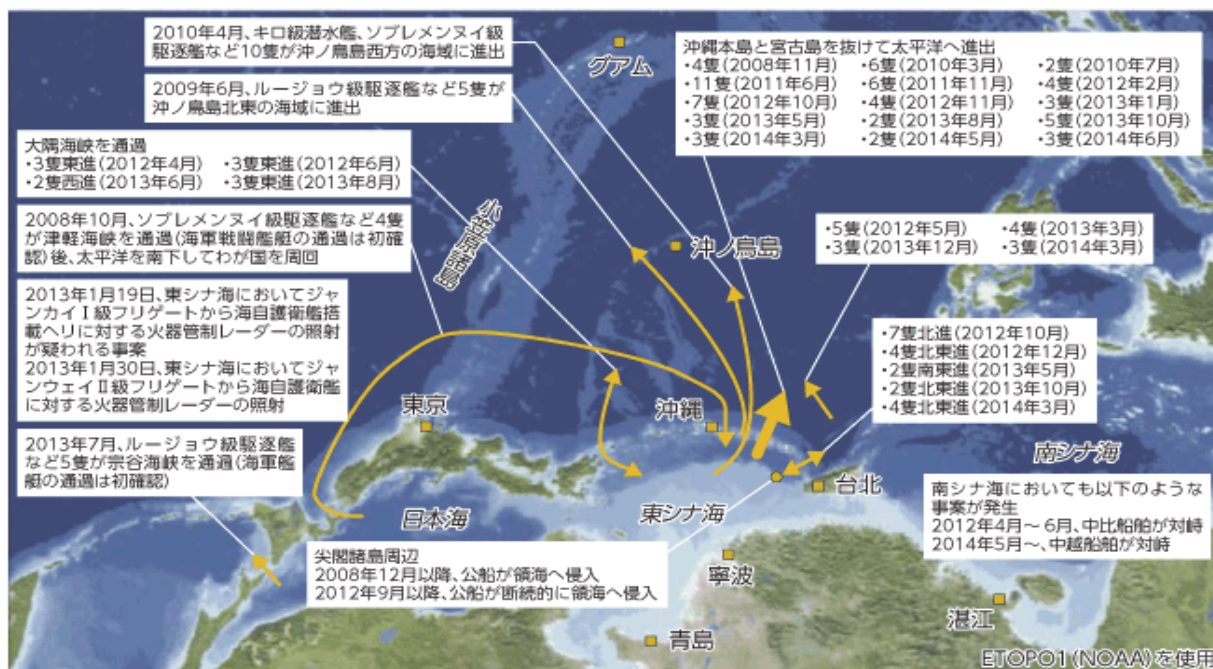 2010年4月、キロ級潜水艦、ソブレメンヌイ級
駆逐艦など10隻が沖ノ鳥島西方の海域に進出
2009年6月、ルージョウ級駆逐艦など5隻が
沖ノ鳥島北東の海域に進出
大隅海峡を通過
・3隻東進(2012年4月) ・3隻東進(2012年6月)
・2隻西進(2013年6月) ・3隻東進(2013年8月)
2008年10月、ソブレメンヌイ級駆逐艦など4隻
が津軽海峡を通過(海軍戦闘艦艇の通過は初確
認)後、太平洋を南下してわが国を周回
2013年1月19日、東シナ海においてジャ
ンカイⅠ級フリゲートから海自護衛艦搭
載ヘリに対する火器管制レーダーの照射
が疑われる事案
2013年1月30日、東シナ海においてジャ
ンウェイⅡ級フリゲートから海自護衛艦
に対する火器管制レーダーの照射
2013年7月、ルージョウ級駆逐艦
など5隻が宗谷海峡を通過(海軍艦
艇の通過は初確認)
グアム
沖縄本島と宮古島を抜けて太平洋へ進出
・4隻(2008年11月) ・6隻(2010年3月) ・2隻(2010年7月)
・11隻(2011年6月) ・6隻(2011年11月) ・4隻(2012年2月)
・7隻(2012年10月) ・4隻(2012年11月) ・3隻(2013年1月)
・3隻(2013年5月) ・2隻(2013年8月) ・5隻(2013年10月)
・3隻(2014年3月) ・2隻(2014年5月) ・3隻(2014年6月)
小笠原諸島
沖ノ鳥島
・5隻(2012年5月) ・4隻(2013年3月)
・3隻(2013年12月) ・3隻(2014年3月)
・7隻北進(2012年10月)
・4隻北東進(2012年12月)
・2隻南東進(2013年5月)
・2隻北東進(2013年10月)
・4隻北東進(2014年3月)
東京
沖縄
台北
南シナ海
日本海
東シナ海
南シナ海においても以下のような
事案が発生
2012年4月～6月、中比船舶が対峙
2014年5月～、中越船舶が対峙
尖閣諸島周辺
2008年12月以降、公船が領海へ侵入
2012年9月以降、公船が断続的に領海へ侵入
寧波
青島
湛江
ETOPO1(NOAA)を使用